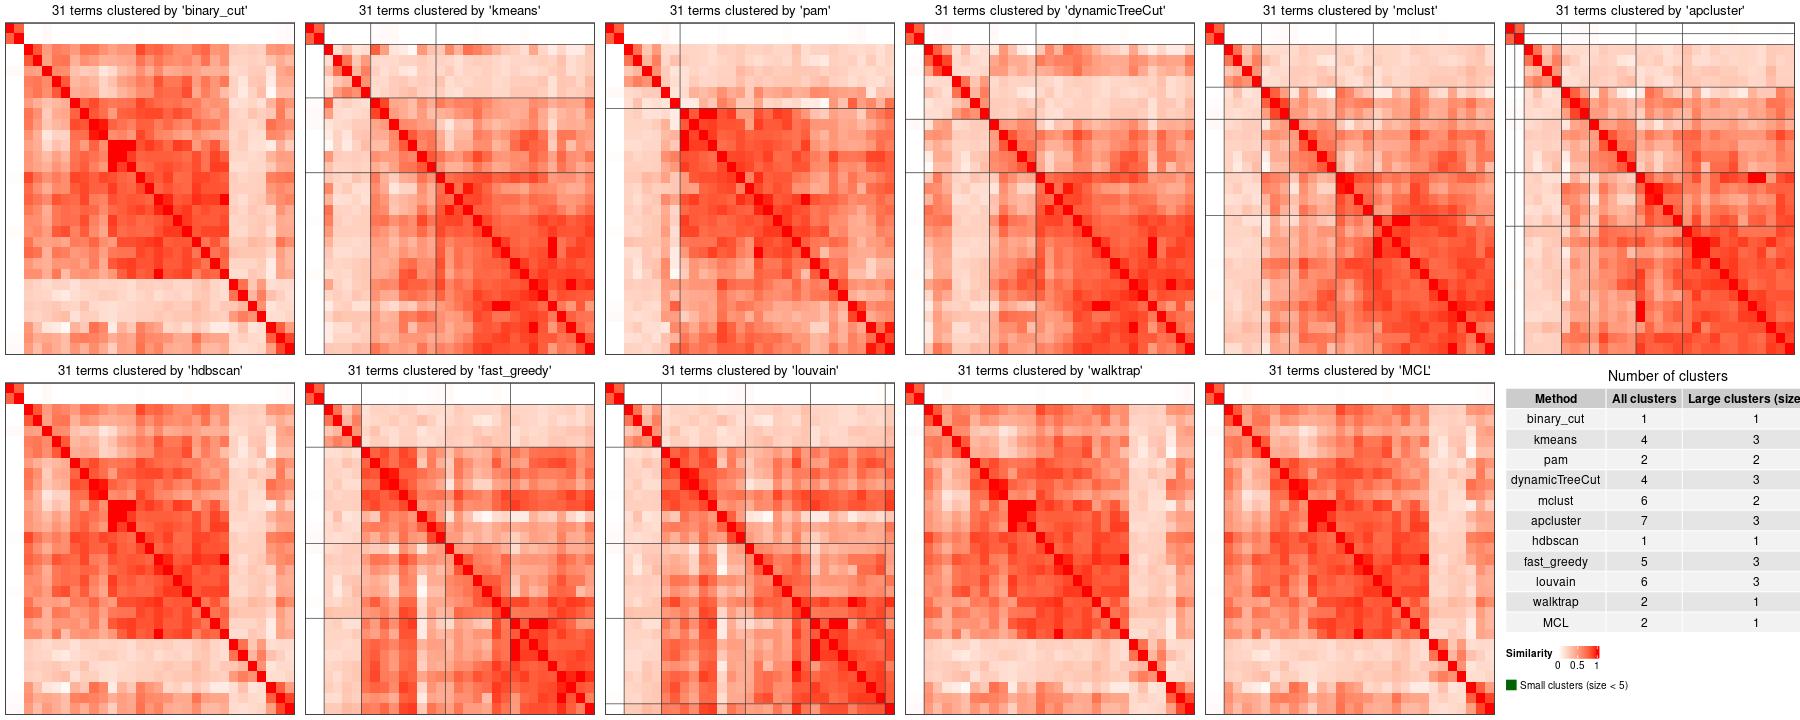 31 terms clustered by 'binary_cut'
31 terms clustered by 'kmeans'
31 terms clustered by 'pam'
31 terms clustered by 'dynamicTreeCut'
31 terms clustered by 'mclust'
31 terms clustered by 'apcluster'
31 terms clustered by 'hdbscan'
31 terms clustered by 'fast_greedy'
31 terms clustered by 'louvain'
31 terms clustered by 'walktrap'
31 terms clustered by 'MCL'
Number of clusters
Method All clusters Large clusters (size
binary_cut 1 1
kmeans 4 3
pam 2 2
dynamicTreeCut 4 3
mclust 6 2
apcluster 7 3
hdbscan 1 1
fast_greedy 5 3
louvain 6 3
walktrap 2 1
MCL 2 1
Similarity
0 0.5 1
Small clusters (size < 5)